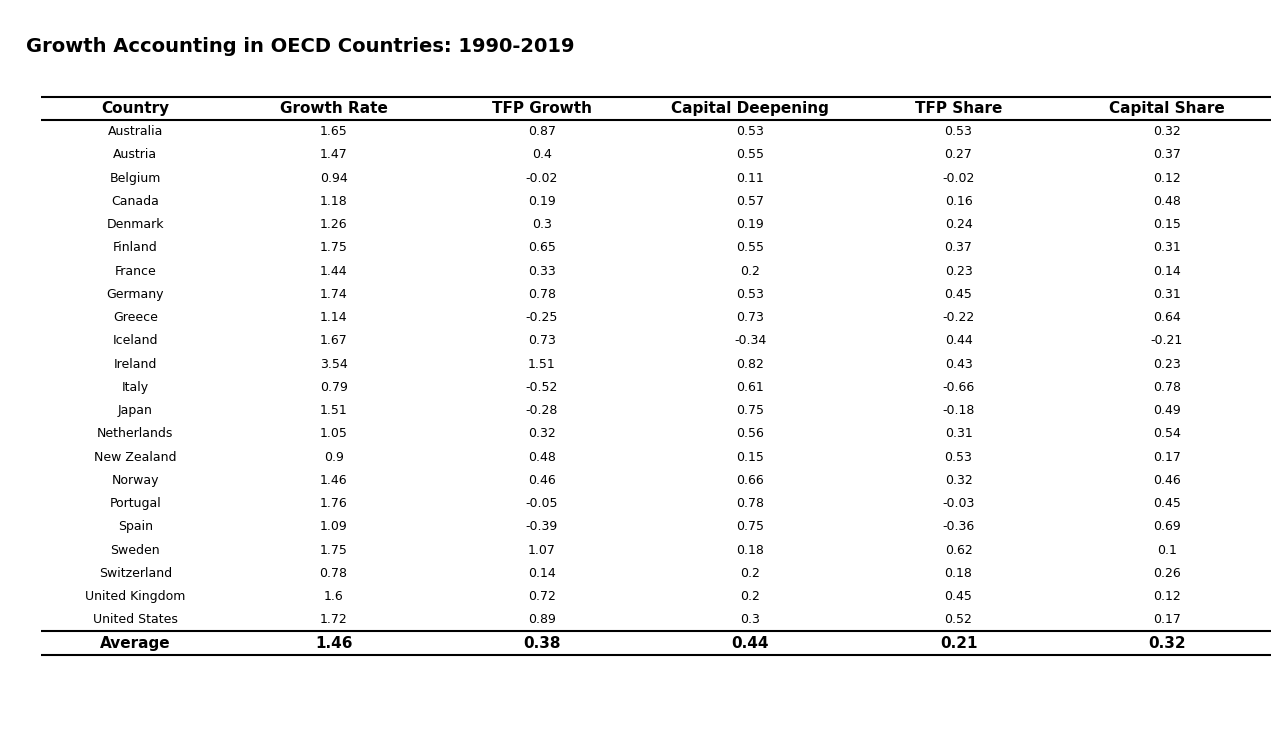 Growth Accounting in OECD Countries: 1990-2019
Country Growth Rate TFP Growth Capital Deepening TFP Share Capital Share
Australia 1.65 0.87 0.53 0.53 0.32
Austria 1.47 0.4 0.55 0.27 0.37
Belgium 0.94 -0.02 0.11 -0.02 0.12
Canada 1.18 0.19 0.57 0.16 0.48
Denmark 1.26 0.3 0.19 0.24 0.15
Finland 1.75 0.65 0.55 0.37 0.31
France 1.44 0.33 0.2 0.23 0.14
Germany 1.74 0.78 0.53 0.45 0.31
Greece 1.14 -0.25 0.73 -0.22 0.64
Iceland 1.67 0.73 -0.34 0.44 -0.21
Ireland 3.54 1.51 0.82 0.43 0.23
Italy 0.79 -0.52 0.61 -0.66 0.78
Japan 1.51 -0.28 0.75 -0.18 0.49
Netherlands 1.05 0.32 0.56 0.31 0.54
New Zealand 0.9 0.48 0.15 0.53 0.17
Norway 1.46 0.46 0.66 0.32 0.46
Portugal 1.76 -0.05 0.78 -0.03 0.45
Spain 1.09 -0.39 0.75 -0.36 0.69
Sweden 1.75 1.07 0.18 0.62 0.1
Switzerland 0.78 0.14 0.2 0.18 0.26
United Kingdom 1.6 0.72 0.2 0.45 0.12
United States 1.72 0.89 0.3 0.52 0.17
Average 1.46 0.38 0.44 0.21 0.32